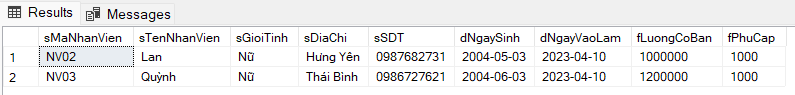 Results Messages
sMaNhanVien sTenNhanVien sGioiTinh sDiaChi sSDT dNgaySinh dNgayVaoLam fLuongCoBan fPhuCap
1 NV02 Lan Nữ Hưng Yên 0987682731 2004-05-03 2023-04-10 1000000 1000
2 NV03 Quỳnh Nữ Thái Bình 0986727621 2004-06-03 2023-04-10 1200000 1000